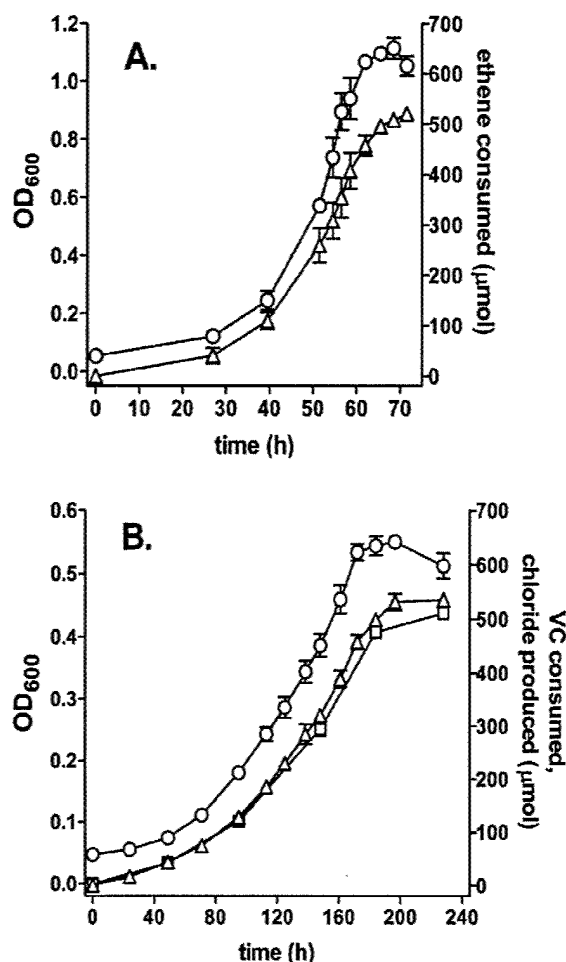 A.
1.2
1.0
0.8
0.6
0.4
0.2
0.0
OD600
700
600
500
400
300
200
100
0
ethene consumed (μmol)
0 10 20 30 40 50 60 70
time (h)
B.
0.6
0.5
0.4
0.3
0.2
0.1
0.0
OD600
700
600
500
400
300
200
100
0
VC consumed,
chloride produced (μmol)
0 40 80 120 160 200 240
time (h)